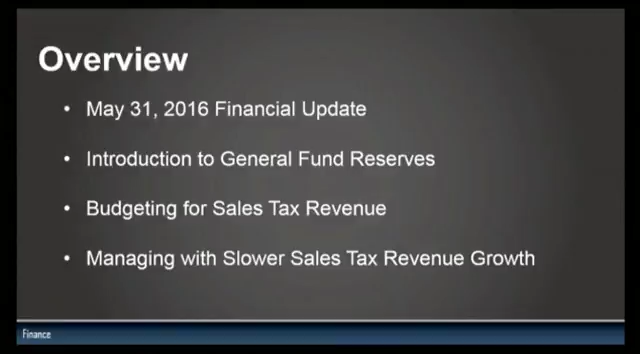 Overview
• May 31, 2016 Financial Update
• Introduction to General Fund Reserves
• Budgeting for Sales Tax Revenue
• Managing with Slower Sales Tax Revenue Growth
Finance